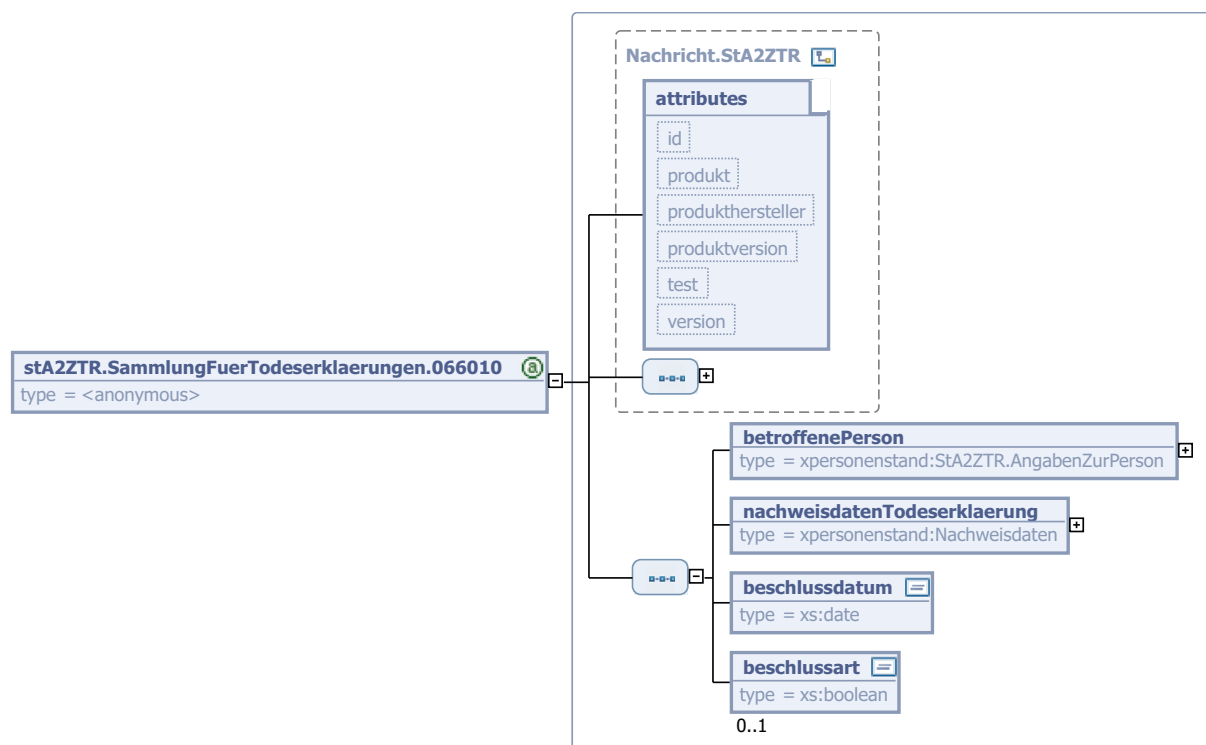 Nachricht.StA2ZTR
attributes
id
produkt
produkthersteller
produktversion
test
version
stA2ZTR.SammlungFuerTodeserklaerungen.066010
type = <anonymous>
betroffenePerson
type = xpersonenstand:StA2ZTR.AngabenZurPerson
nachweisdatenTodeserklaerung
type = xpersonenstand:Nachweisdaten
beschlussdatum
type = xs:date
beschlussart
type = xs:boolean
0..1